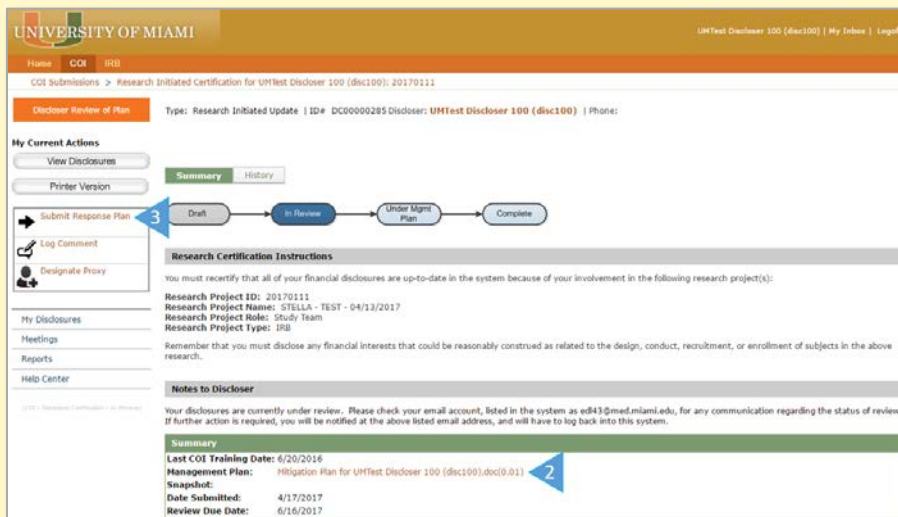 UNIVERSITY OF MIAMI
UMTest Discloser 100 (disc100) | My Inbox | Logof
Home COI IRB
COI Submissions > Research Initiated Certification for UMTest Discloser 100 (disc100): 20170111
Discloser Review of Plan
Type: Research Initiated Update | ID# DC00000285 Discloser: UMTest Discloser 100 (disc100) | Phone:
My Current Actions
View Disclosures
Printer Version
Submit Response Plan
3
Log Comment
Designate Proxy
My Disclosures
Meetings
Reports
Help Center
Summary History
Draft In Review Under Mgmt Plan Complete
Research Certification Instructions
You must recertify that all of your financial disclosures are up-to-date in the system because of your involvement in the following research project(s):
Research Project ID: 20170111
Research Project Name: STELLA - TEST - 04/13/2017
Research Project Role: Study Team
Research Project Type: IRB
Remember that you must disclose any financial interests that could be reasonably construed as related to the design, conduct, recruitment, or enrollment of subjects in the above
research.
Notes to Discloser
Your disclosures are currently under review. Please check your email account, listed in the system as edl43@med.miami.edu, for any communication regarding the status of review
If further action is required, you will be notified at the above listed email address, and will have to log back into this system.
Summary
Last COI Training Date: 6/20/2016
Management Plan: Mitigation Plan for UMTest Discloser 100 (disc100).doc(0.01)
2
Snapshot:
Date Submitted: 4/17/2017
Review Due Date: 6/16/2017